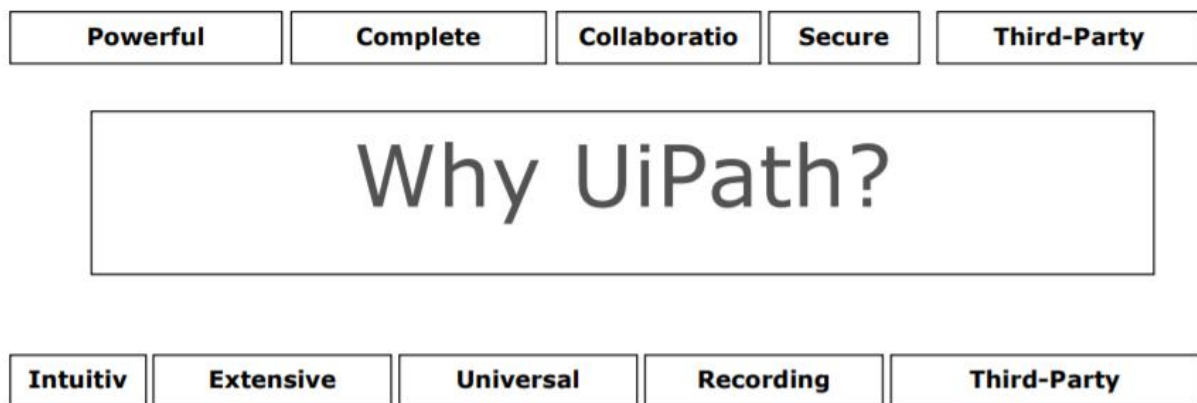 Powerful Complete Collaboratio Secure Third-Party
Why UiPath?
Intuitiv Extensive Universal Recording Third-Party